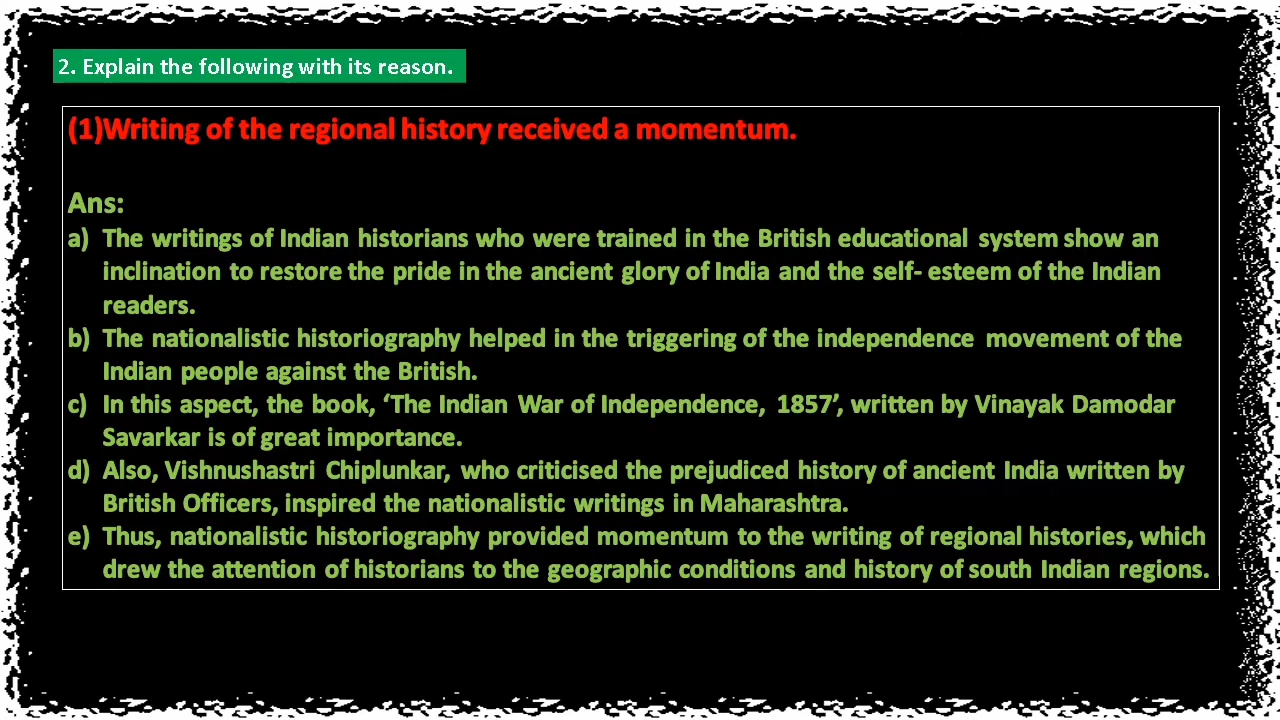 2. Explain the following with its reason.
(1)Writing of the regional history received a momentum.
Ans:
a) The writings of Indian historians who were trained in the British educational system show an
inclination to restore the pride in the ancient glory of India and the self- esteem of the Indian
readers.
b) The nationalistic historiography helped in the triggering of the independence movement of the
Indian people against the British.
c) In this aspect, the book, ‘The Indian War of Independence, 1857’, written by Vinayak Damodar
Savarkar is of great importance.
d) Also, Vishnushastri Chiplunkar, who criticised the prejudiced history of ancient India written by
British Officers, inspired the nationalistic writings in Maharashtra.
e) Thus, nationalistic historiography provided momentum to the writing of regional histories, which
drew the attention of historians to the geographic conditions and history of south Indian regions.